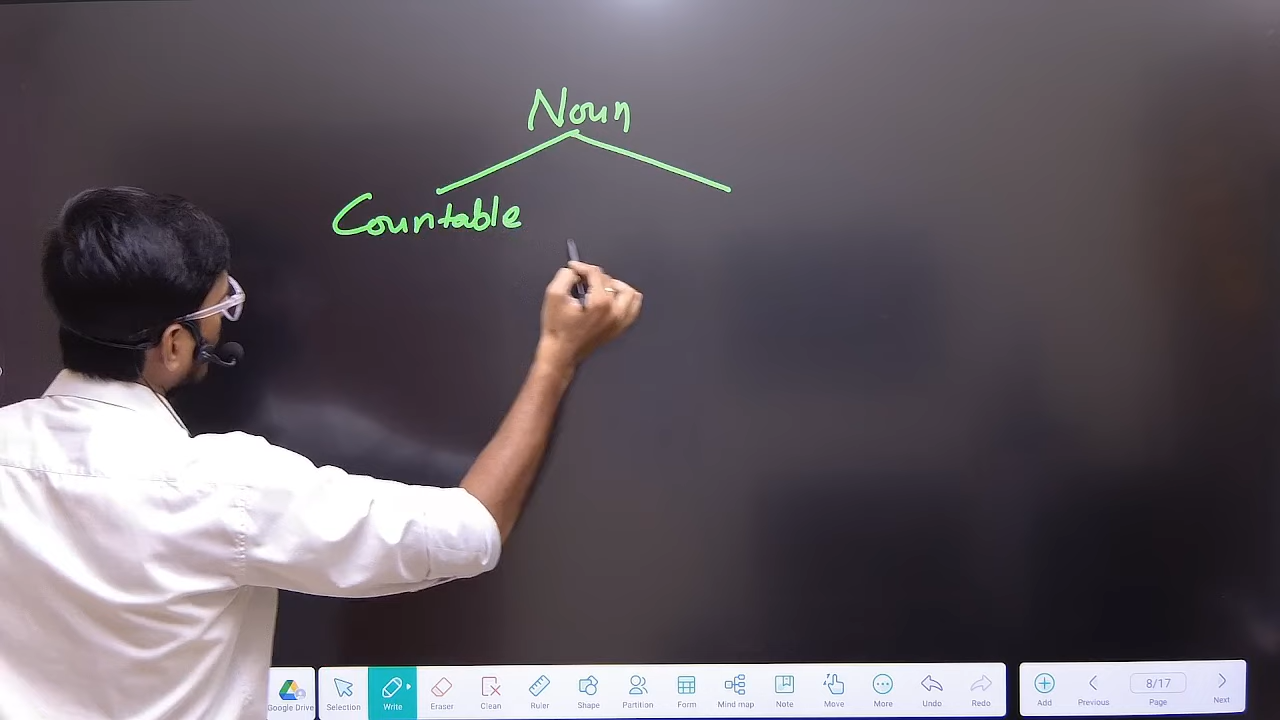 Noun
Countable
Google Drive Selection Write Eraser Clean Ruler Shape Partition Form Mind map Note Move More Undo Redo Add Previous 8/17 Page Next